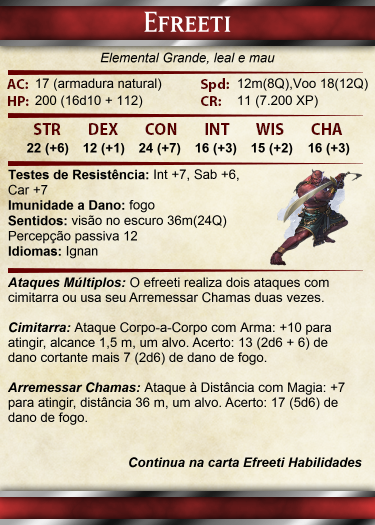 EFREETI
Elemental Grande, leal e mau
AC: 17 (armadura natural) Spd: 12m(8Q),Voo 18(12Q)
HP: 200 (16d10 + 112) CR: 11 (7.200 XP)
STR DEX CON INT WIS CHA
22 (+6) 12 (+1) 24 (+7) 16 (+3) 15 (+2) 16 (+3)
Testes de Resistência: Int +7, Sab +6,
Car +7
Imunidade a Dano: fogo
Sentidos: visão no escuro 36m(24Q)
Percepção passiva 12
Idiomas: Ignan
Ataques Múltiplos: O efreeti realiza dois ataques com
cimitarra ou usa seu Arremessar Chamas duas vezes.
Cimitarra: Ataque Corpo-a-Corpo com Arma: +10 para
atingir, alcance 1,5 m, um alvo. Acerto: 13 (2d6 + 6) de
dano cortante mais 7 (2d6) de dano de fogo.
Arremessar Chamas: Ataque à Distância com Magia: +7
para atingir, distância 36 m, um alvo. Acerto: 17 (5d6) de
dano de fogo.
Continua na carta Efreeti Habilidades